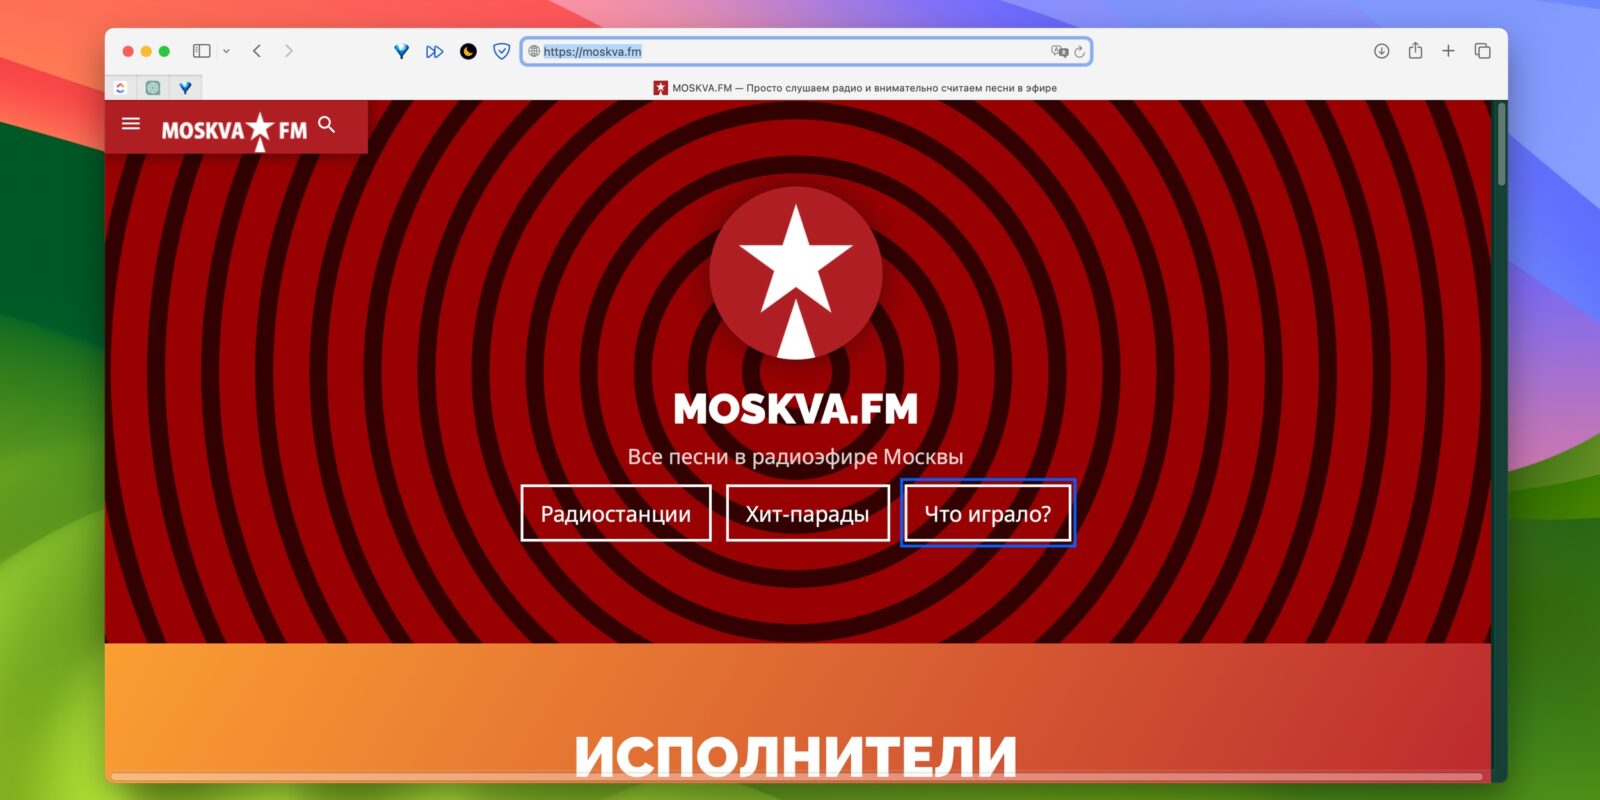 https://moskva.fm
MOSKVA.FM — Просто слушаем радио и внимательно считаем песни в эфире
MOSKVA FM
MOSKVA.FM
Все песни в радиоэфире Москвы
Радиостанции
Хит-парады
Что играло?
ИСПОЛНИТЕЛИ